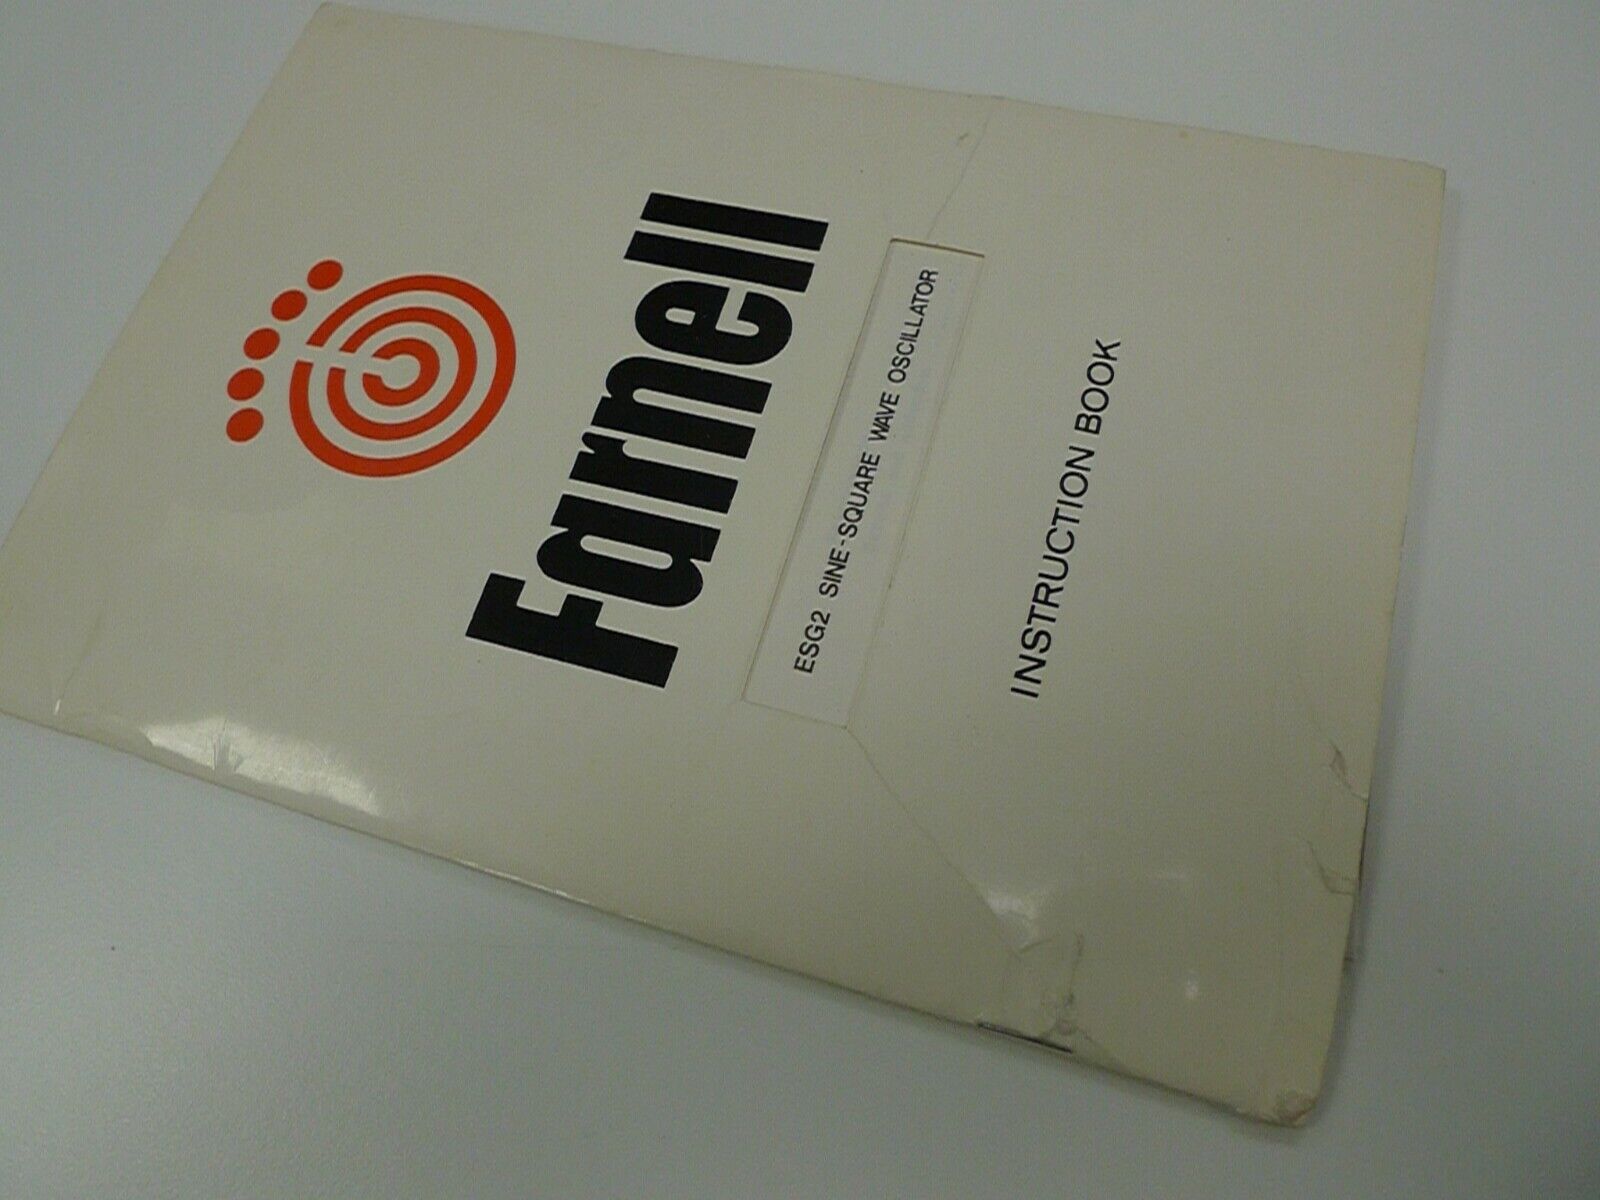 Farnell
ESG2 SINE-SQUARE WAVE OSCILLATOR
INSTRUCTION BOOK